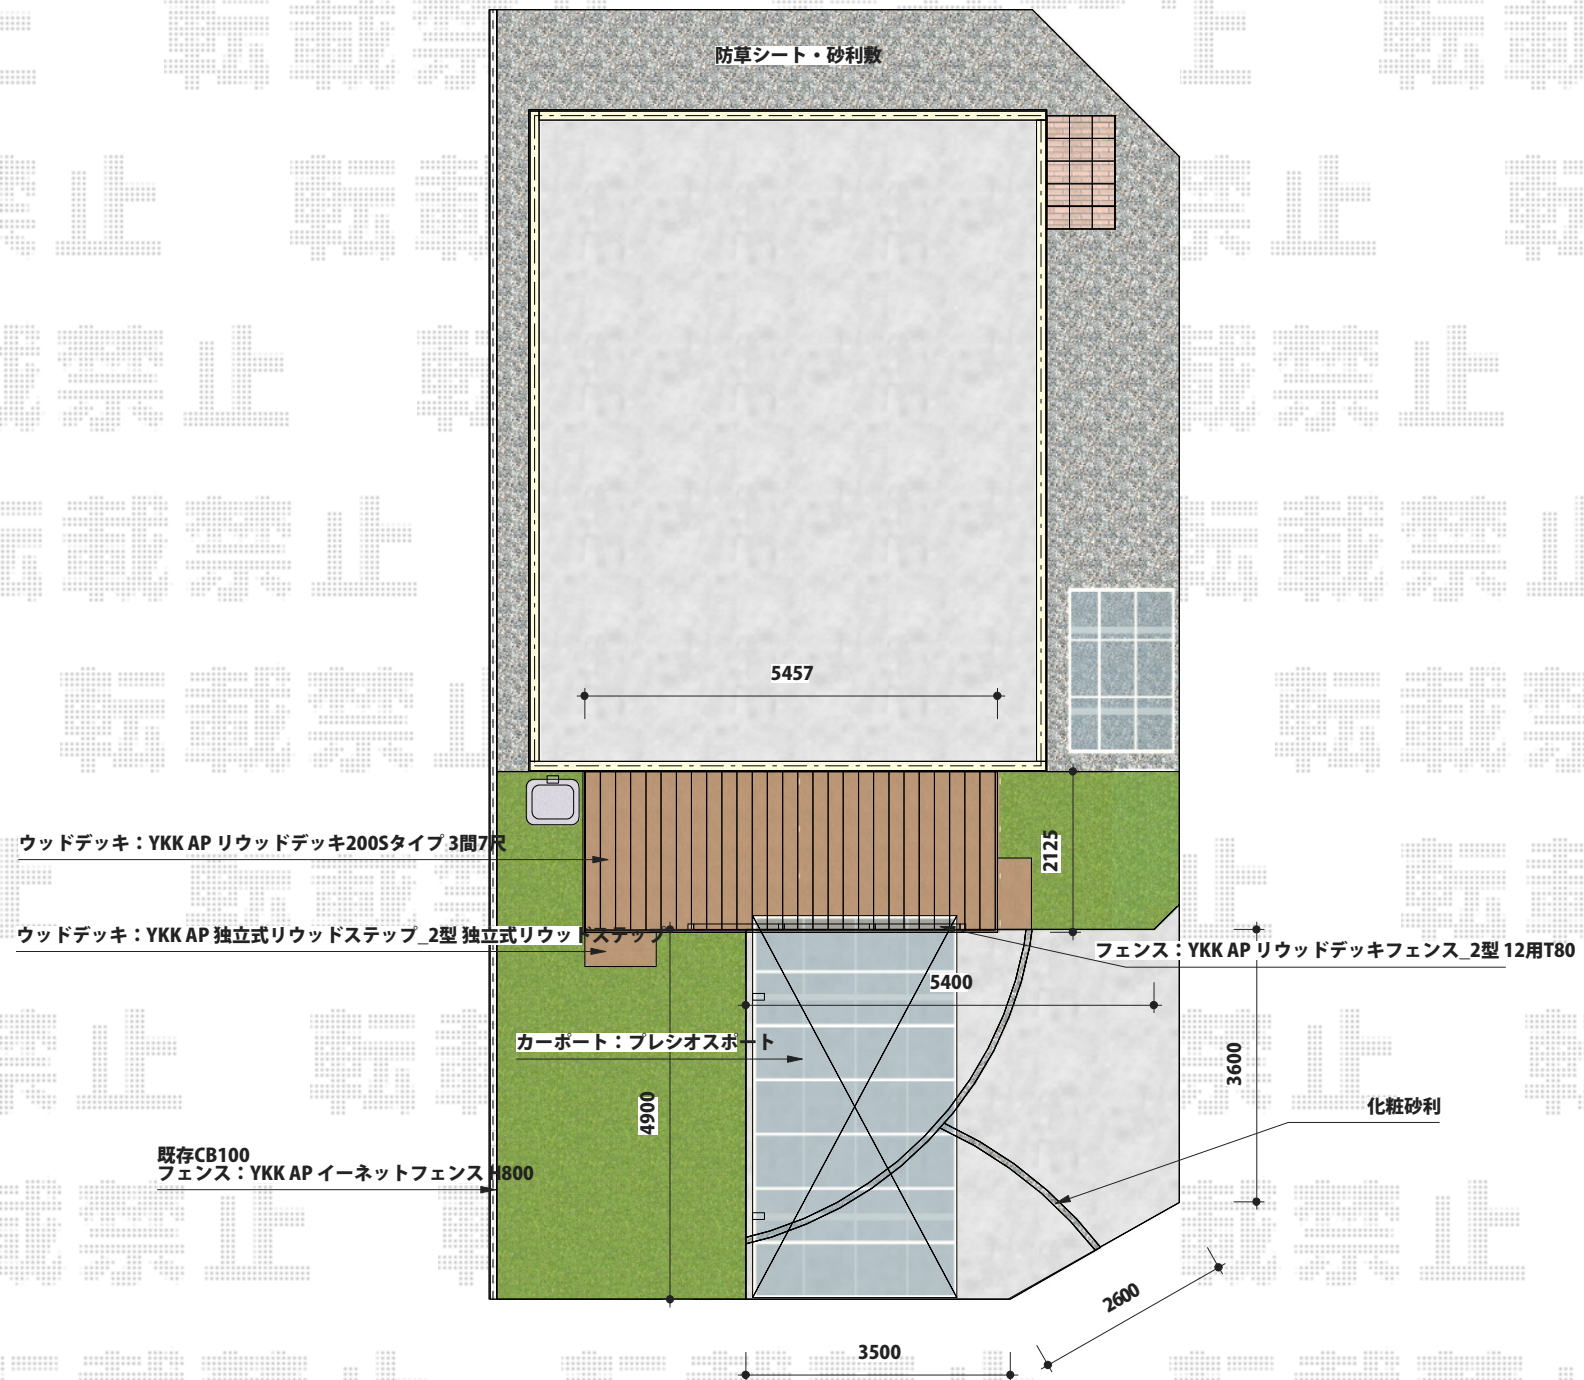 防草シート・砂利敷
5457
ウッドデッキ：YKK AP リウッドデッキ200Sタイプ 3間7尺
2125
ウッドデッキ：YKK AP 独立式リウッドステップ_2型 独立式リウッドステップ
フェンス：YKK AP リウッドデッキフェンス_2型 12用T80
5400
カーポート：プレシオスポート
3600
4900
化粧砂利
既存CB100
フェンス：YKK AP イーネットフェンス H800
2600
3500
転載禁止